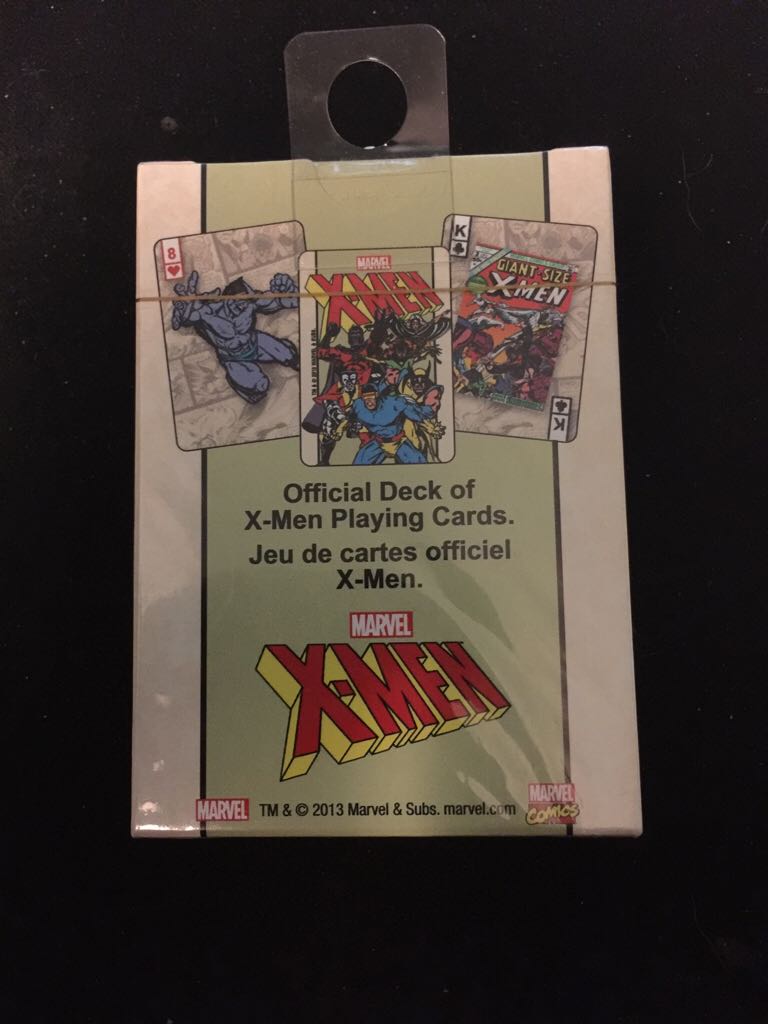 8
MARVEL
X-MEN
K
GIANT-SIZE
X-MEN
K
Official Deck of
X-Men Playing Cards.
Jeu de cartes officiel
X-Men.
MARVEL
X-MEN
MARVEL TM & © 2013 Marvel & Subs. marvel.com MARVEL
COMICS